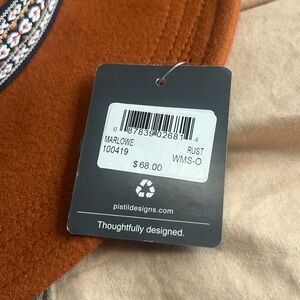 0 87839 02681 4
MARLOWE RUST
100419 WMS-O
$ 68.00
pistildesigns.com
Thoughtfully designed.